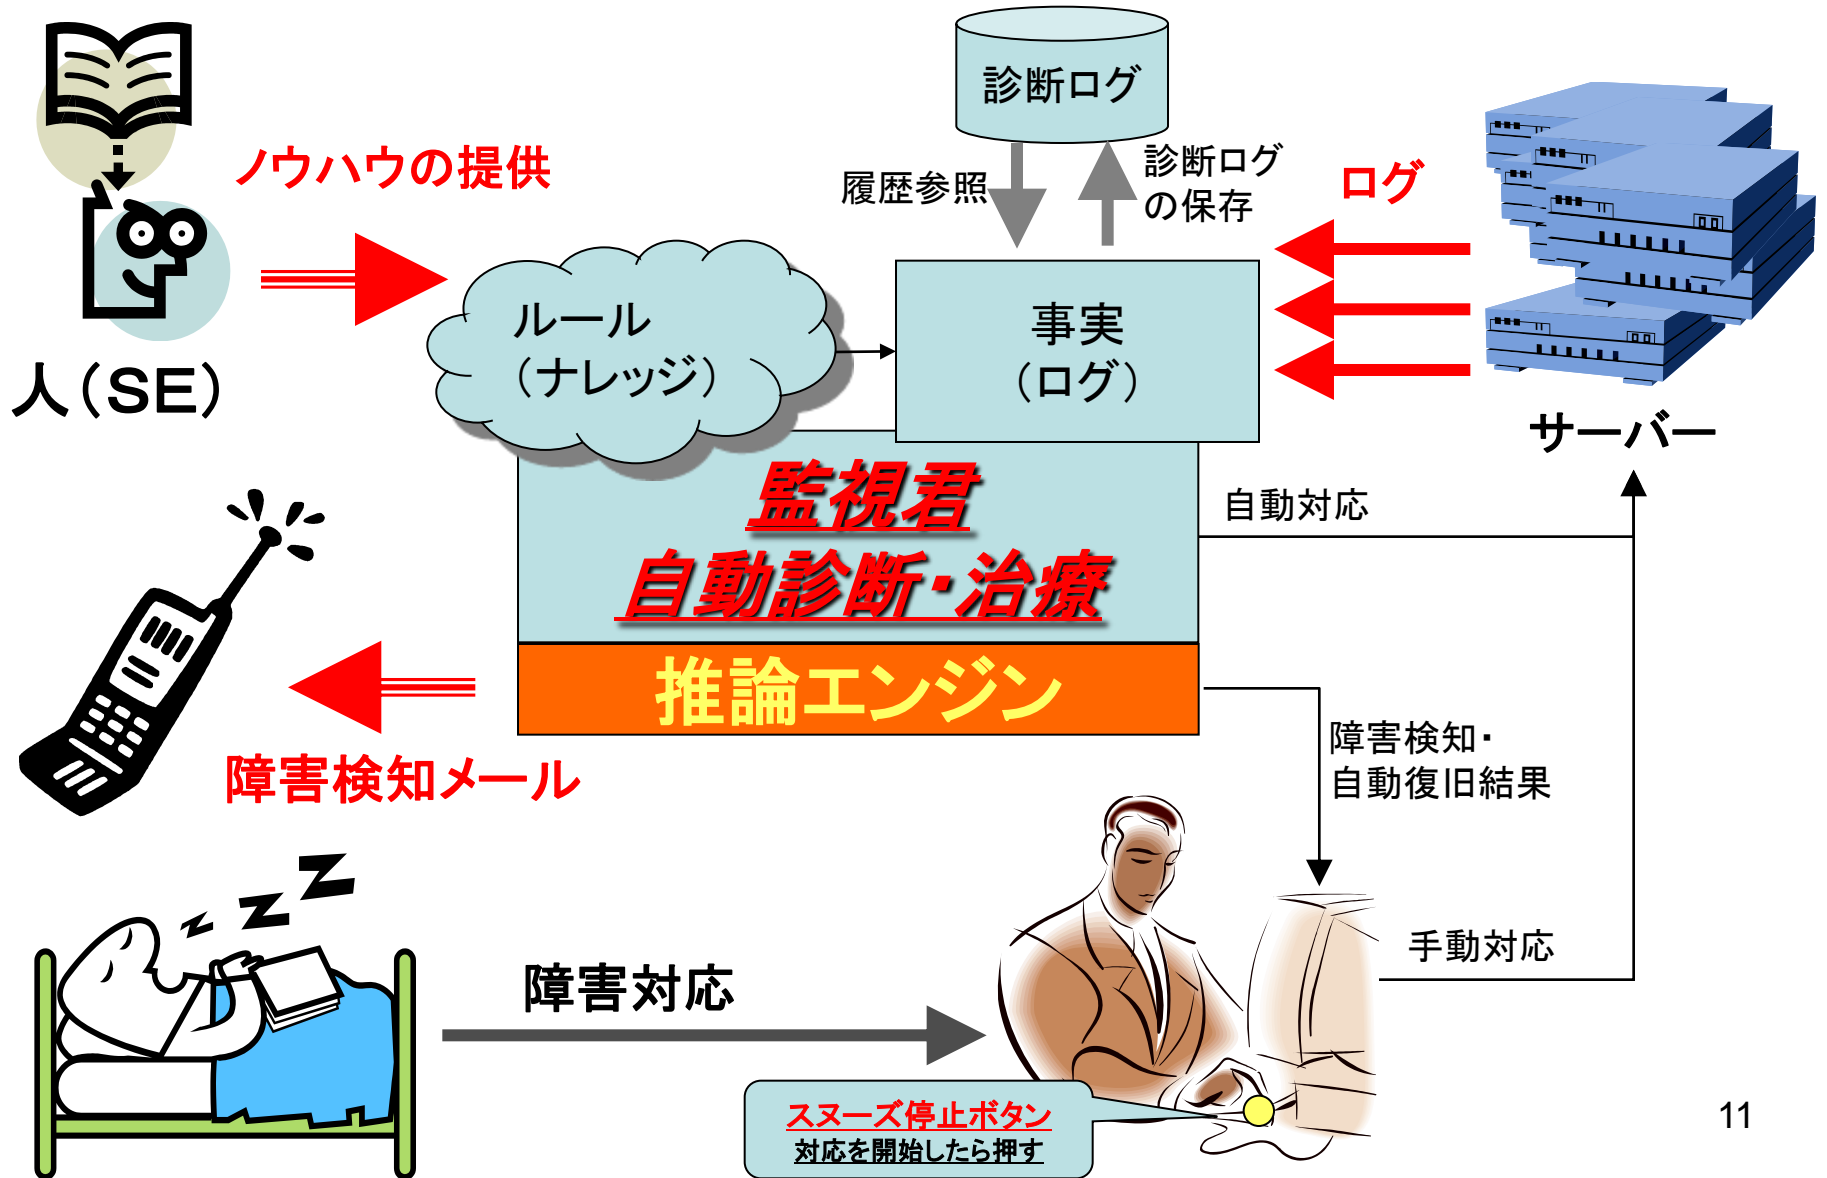 診断ログ
ノウハウの提供
履歴参照
診断ログ
の保存
ログ
ルール
（ナレッジ）
事実
（ログ）
人（SE）
サーバー
監視君
自動診断・治療
自動対応
推論エンジン
障害検知・
自動復旧結果
障害検知メール
z z z
手動対応
障害対応
スヌーズ停止ボタン
対応を開始したら押す
11